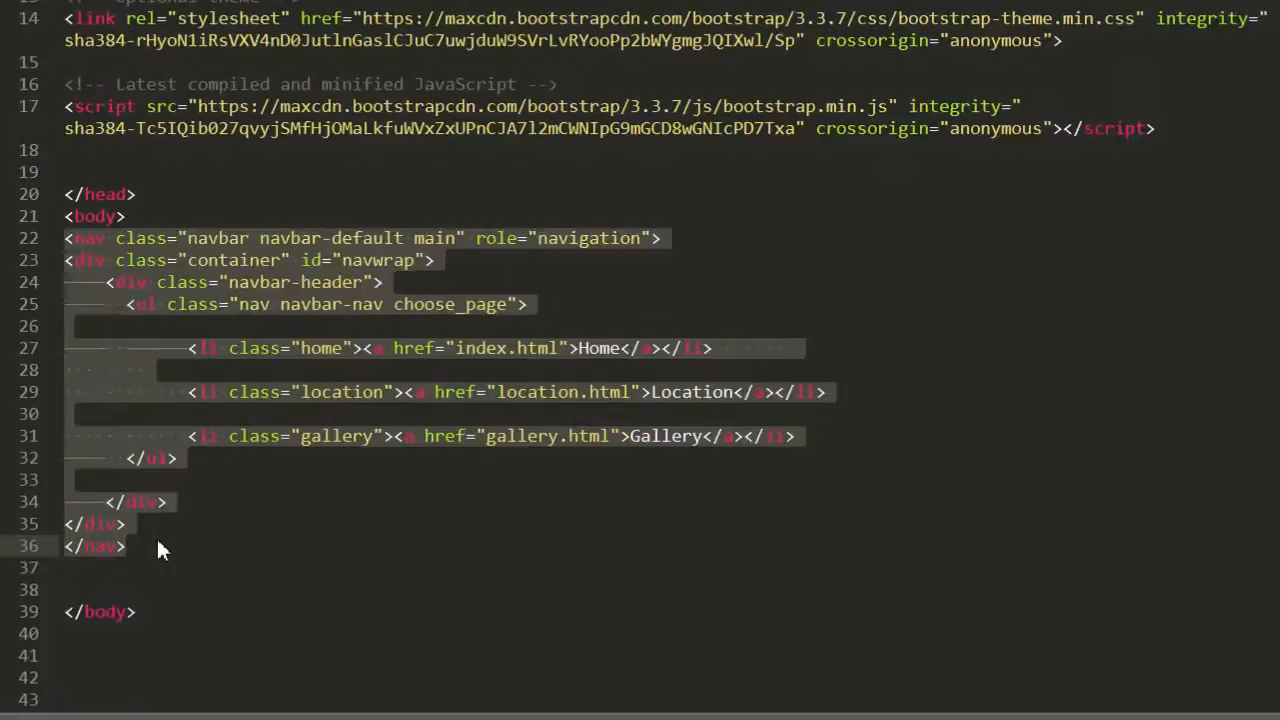 14 <link rel="stylesheet" href="https://maxcdn.bootstrapcdn.com/bootstrap/3.3.7/css/bootstrap-theme.min.css" integrity="
sha384-rHyoN1iRsVXV4nD0JutlnGaslCJuC7uwjduW9SVrLvRYooPp2bWYgmgJQIXwl/Sp" crossorigin="anonymous">
15
16 <!-- Latest compiled and minified JavaScript -->
17 <script src="https://maxcdn.bootstrapcdn.com/bootstrap/3.3.7/js/bootstrap.min.js" integrity="
sha384-Tc5IQib027qvyjSMfHjOMaLkfuWVxZxUPnCJA7l2mCWNIpG9mGCD8wGNIcPD7Txa" crossorigin="anonymous"></script>
18
19
20 </head>
21 <body>
22 <nav class="navbar navbar-default main" role="navigation">
23 <div class="container" id="navwrap">
24 <div class="navbar-header">
25 <ul class="nav navbar-nav choose_page">
26
27 <li class="home"><a href="index.html">Home</a></li>
28
29 <li class="location"><a href="location.html">Location</a></li>
30
31 <li class="gallery"><a href="gallery.html">Gallery</a></li>
32 </ul>
33
34 </div>
35 </div>
36 </nav>
37
38
39 </body>
40
41
42
43